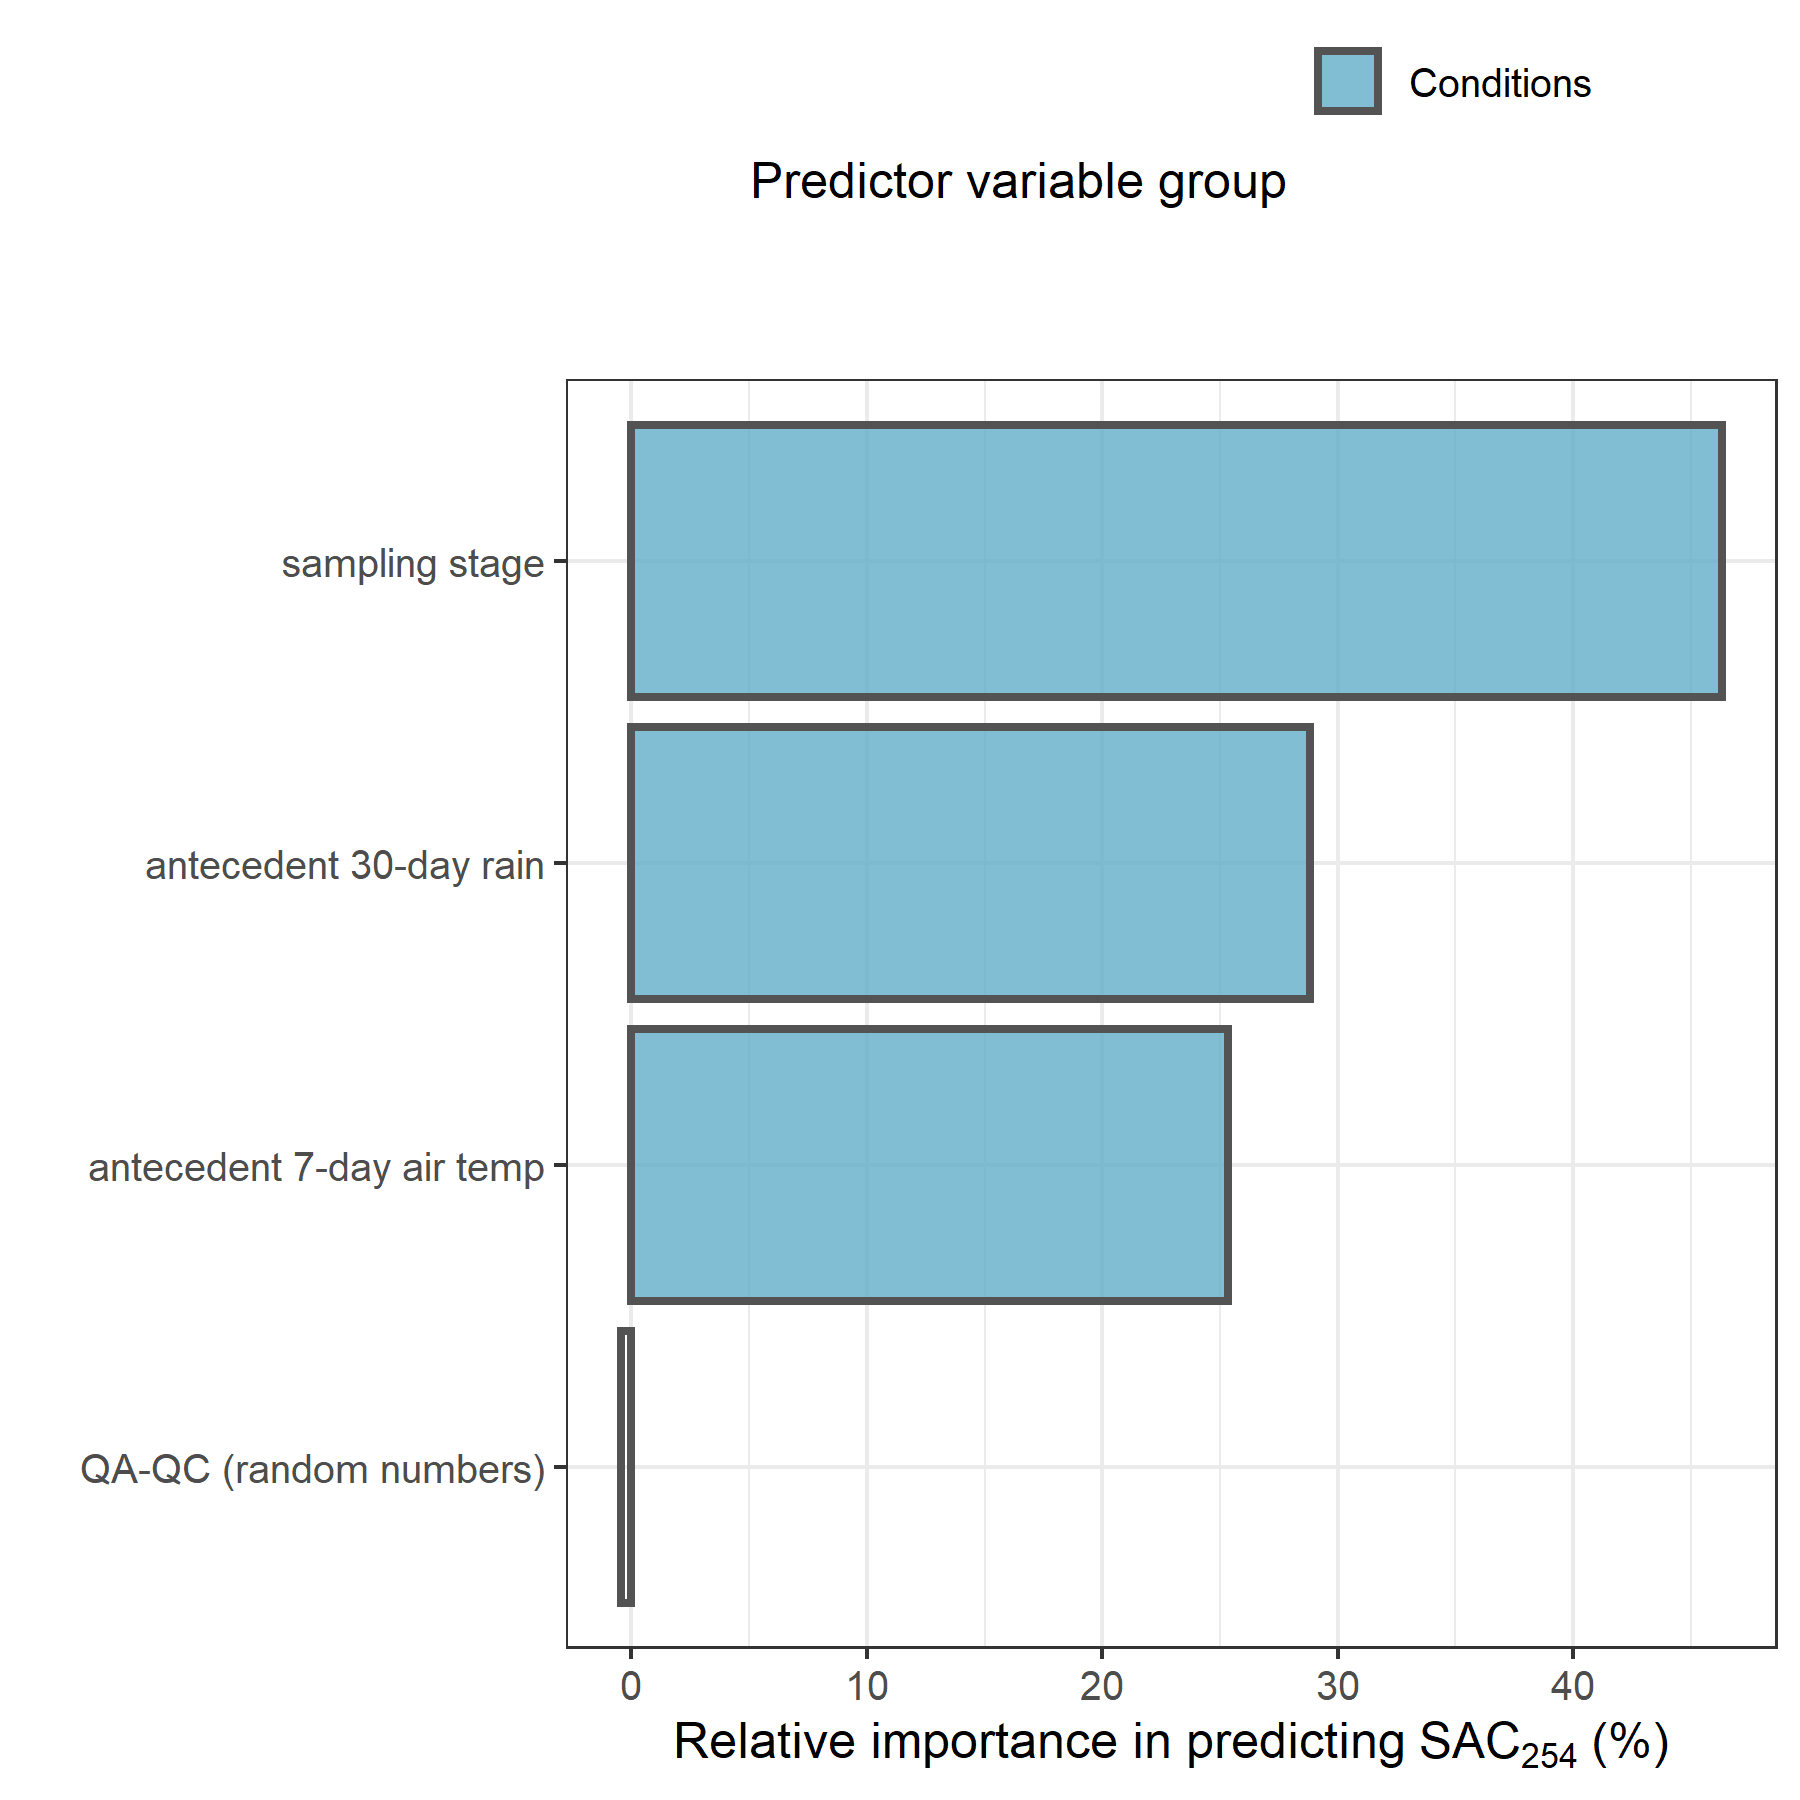 Conditions
Predictor variable group
sampling stage
antecedent 30-day rain
antecedent 7-day air temp
QA-QC (random numbers)
0 10 20 30 40
Relative importance in predicting SAC₂₅₄ (%)